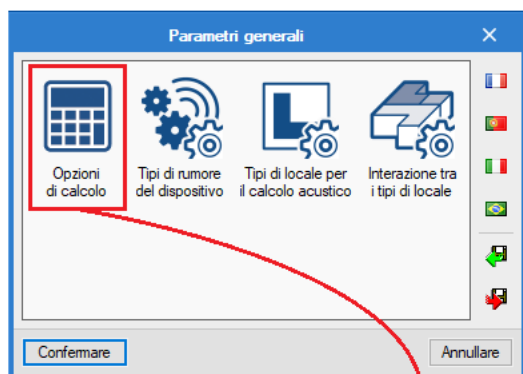 Parametri generali
Opzioni
di calcolo
Tipi di rumore
del dispositivo
Tipi di locale per
il calcolo acustico
Interazione tra
i tipi di locale
Confermare
Annullare